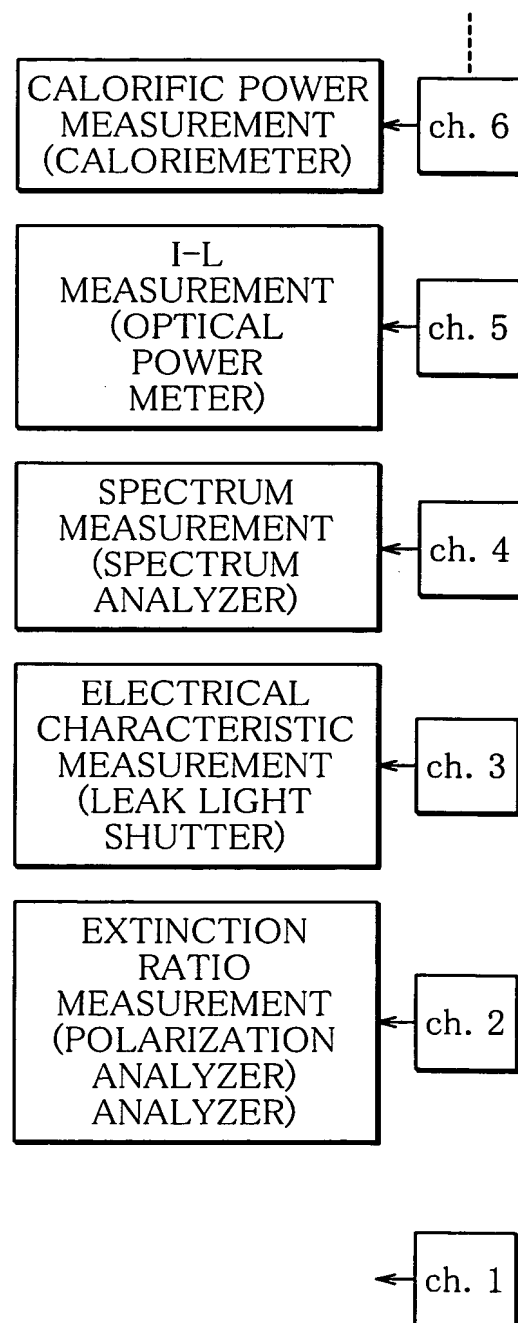 CALORIFIC POWER
MEASUREMENT
(CALORIEMETER)
ch. 6
I-L
MEASUREMENT
(OPTICAL
POWER
METER)
ch. 5
SPECTRUM
MEASUREMENT
(SPECTRUM
ANALYZER)
ch. 4
ELECTRICAL
CHARACTERISTIC
MEASUREMENT
(LEAK LIGHT
SHUTTER)
ch. 3
EXTINCTION
RATIO
MEASUREMENT
(POLARIZATION
ANALYZER)
ANALYZER)
ch. 2
ch. 1